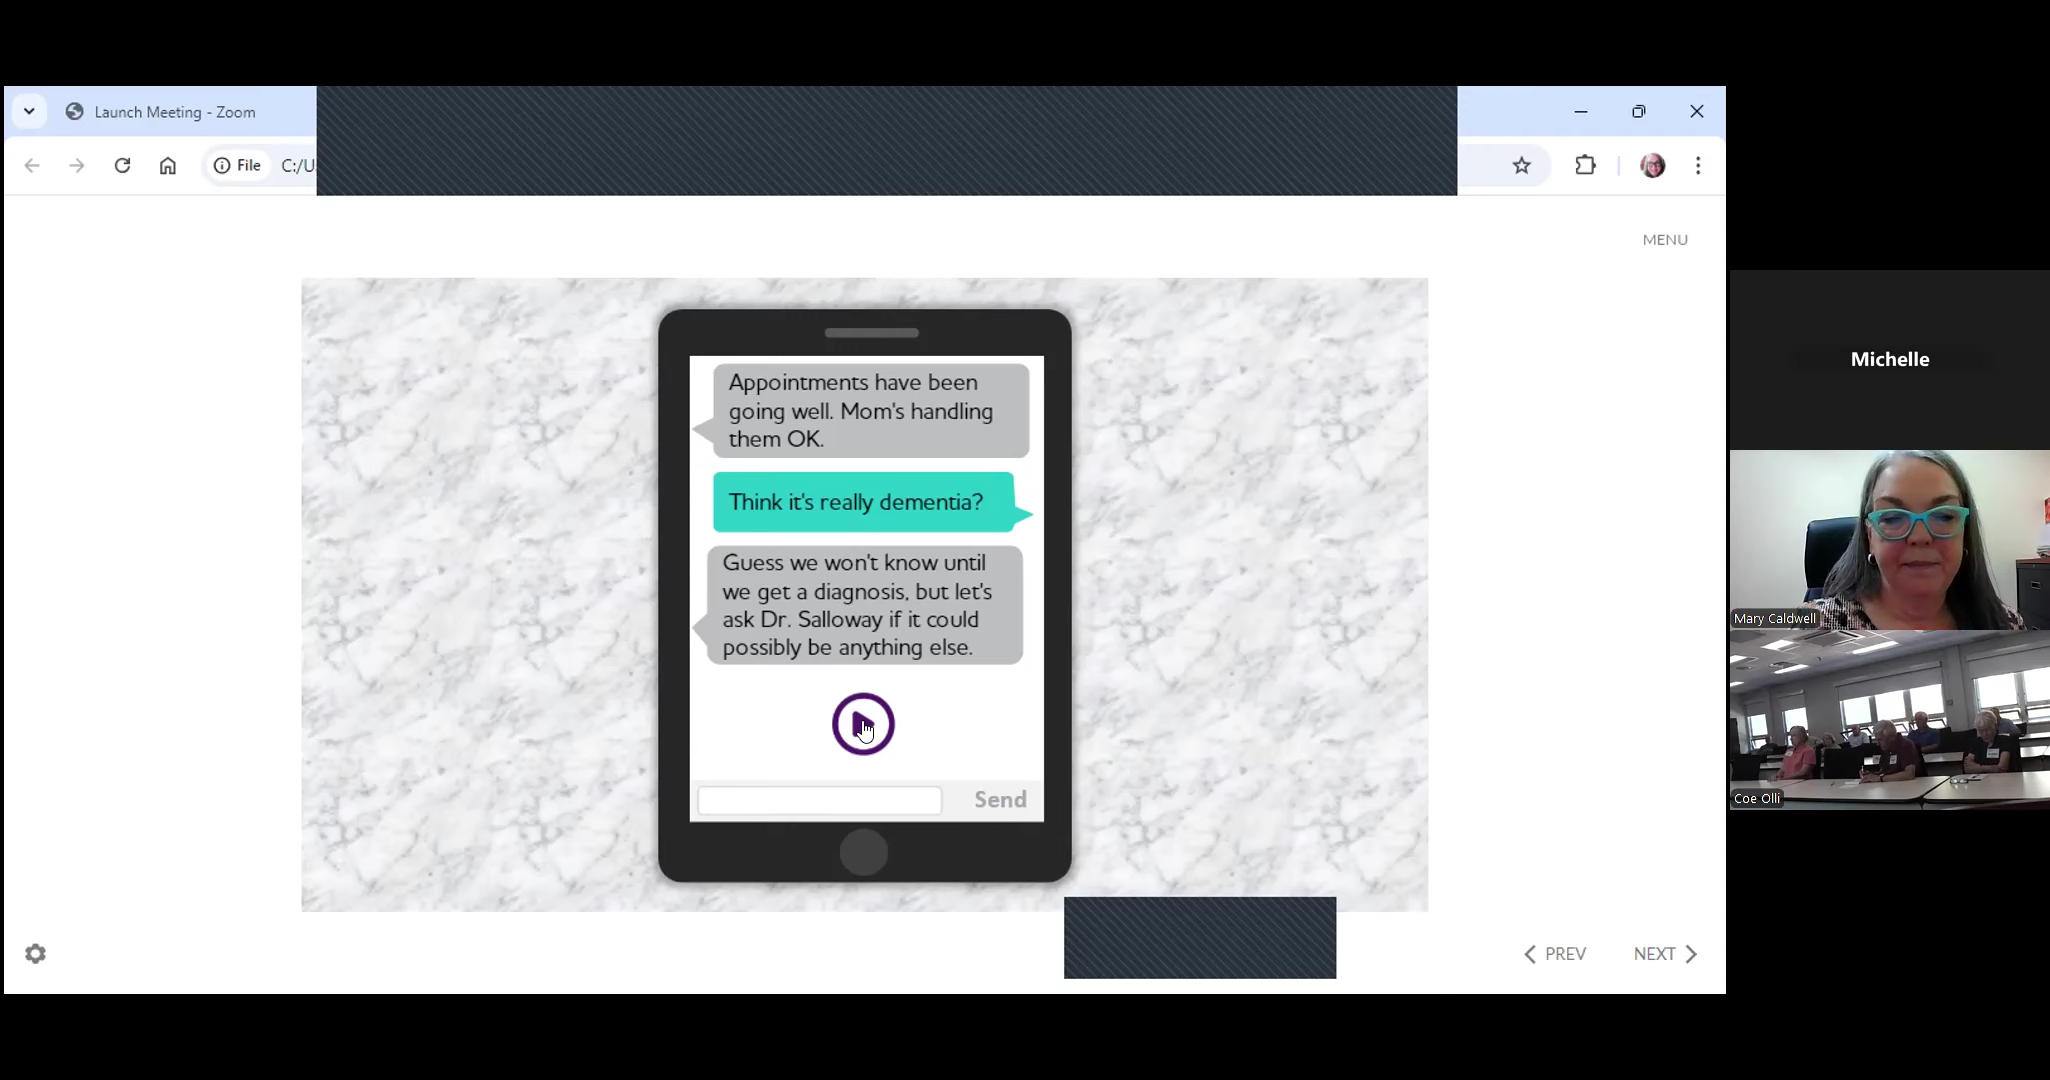 Launch Meeting - Zoom
File C:/U
MENU
Appointments have been
going well. Mom's handling
them OK.
Think it's really dementia?
Guess we won't know until
we get a diagnosis, but let's
ask Dr. Salloway if it could
possibly be anything else.
Send
PREV NEXT
Michelle
Mary Caldwell
Coe Olli